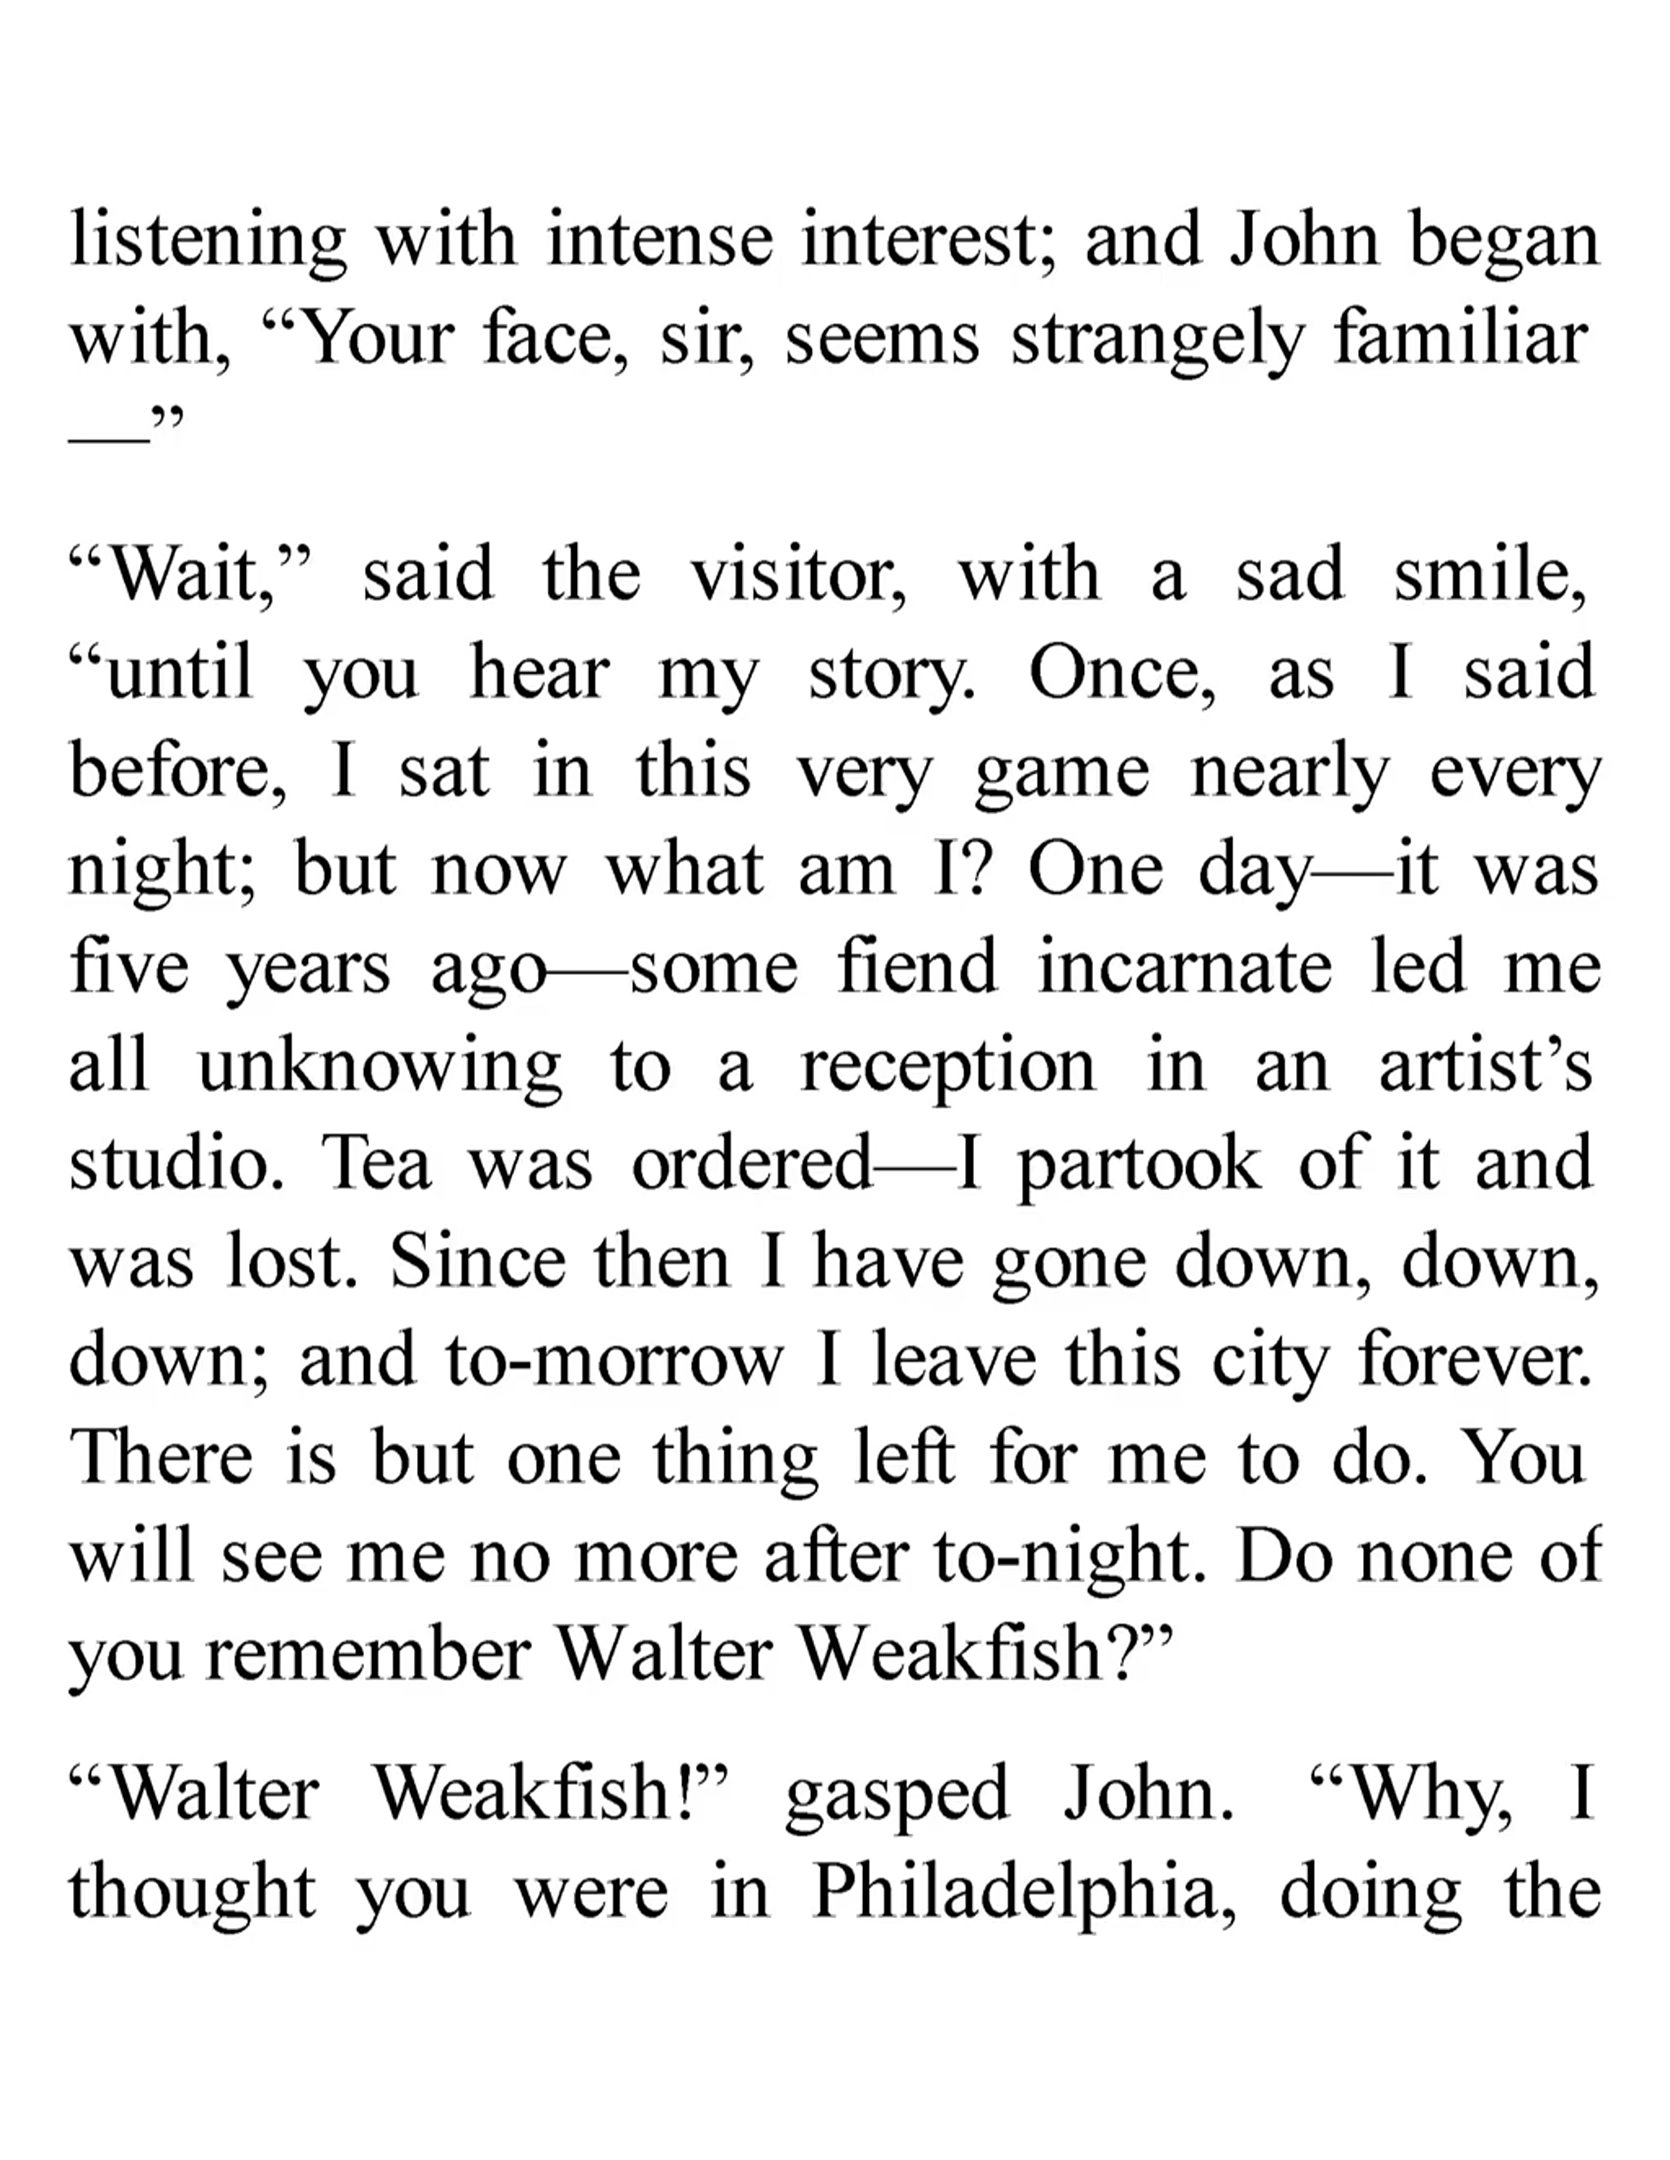 listening with intense interest; and John began
with, “Your face, sir, seems strangely familiar
—”
“Wait,” said the visitor, with a sad smile,
“until you hear my story. Once, as I said
before, I sat in this very game nearly every
night; but now what am I? One day—it was
five years ago—some fiend incarnate led me
all unknowing to a reception in an artist’s
studio. Tea was ordered—I partook of it and
was lost. Since then I have gone down, down,
down; and to-morrow I leave this city forever.
There is but one thing left for me to do. You
will see me no more after to-night. Do none of
you remember Walter Weakfish?”
“Walter Weakfish!” gasped John. “Why, I
thought you were in Philadelphia, doing the